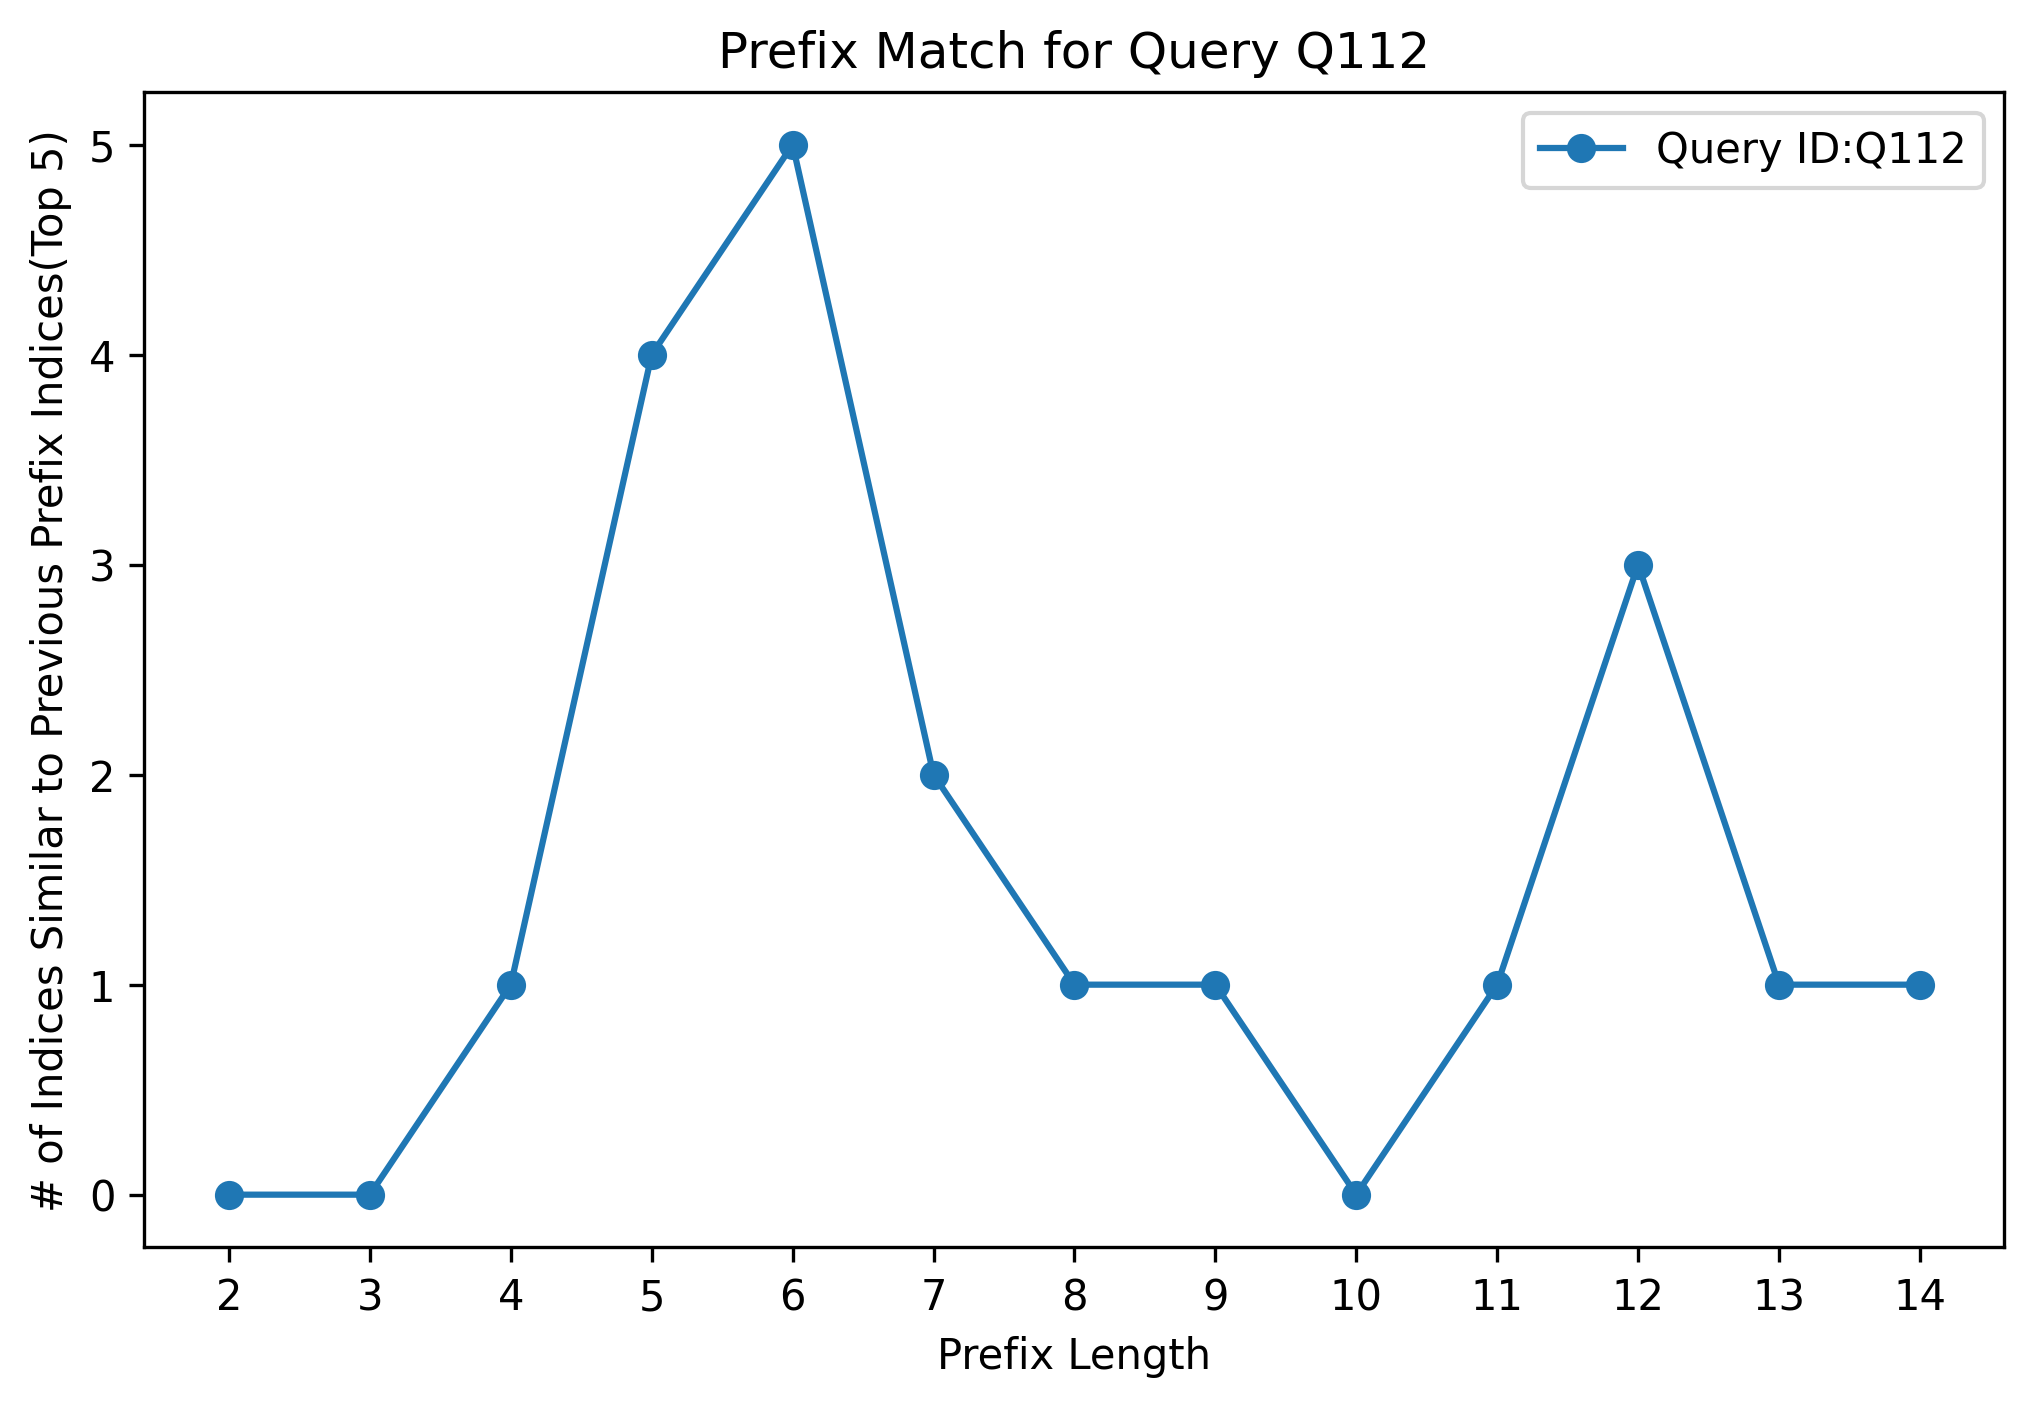 Prefix Match for Query Q112
Query ID:Q112
# of Indices Similar to Previous Prefix Indices(Top 5)
5
4
3
2
1
0
2 3 4 5 6 7 8 9 10 11 12 13 14
Prefix Length